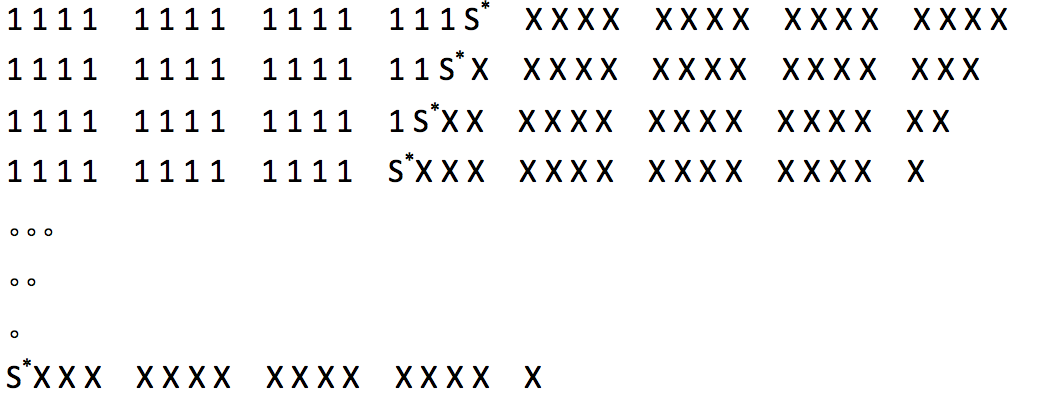 1111 1111 1111 111S* XXXX XXXX XXXX XXXX
1111 1111 1111 11S*X XXXX XXXX XXXX XXX
1111 1111 1111 1S*XX XXXX XXXX XXXX XX
1111 1111 1111 S*XXX XXXX XXXX XXXX X
。。。
。。
。
S*XXX XXXX XXXX XXXX X